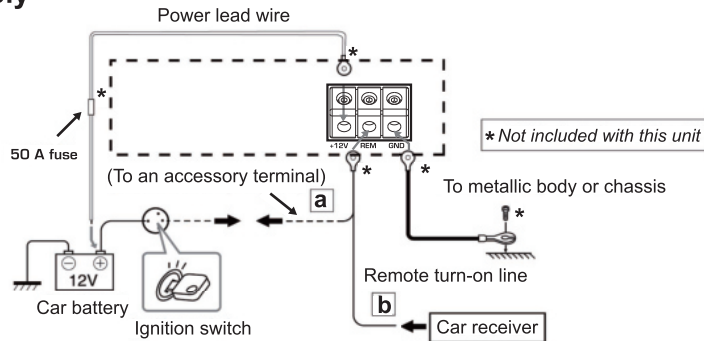 Power lead wire
*
*
50 A fuse
+12V REM GND
* Not included with this unit
*
*
(To an accessory terminal)
a
To metallic body or chassis
*
12V
Car battery
Ignition switch
Remote turn-on line
b
Car receiver